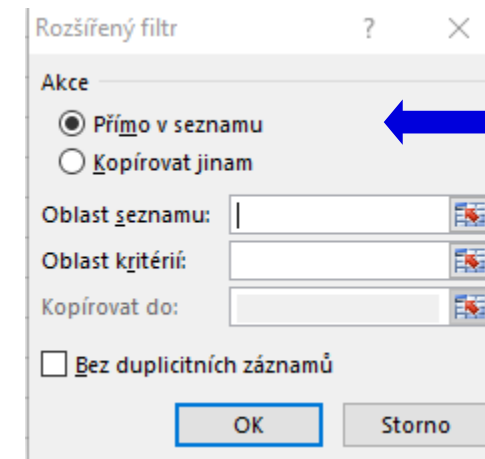 Rozšířený filtr ? ×
Akce
Přímo v seznamu
Kopírovat jinam
Oblast seznamu:
Oblast kritérií:
Kopírovat do:
Bez duplicitních záznamů
OK Storno